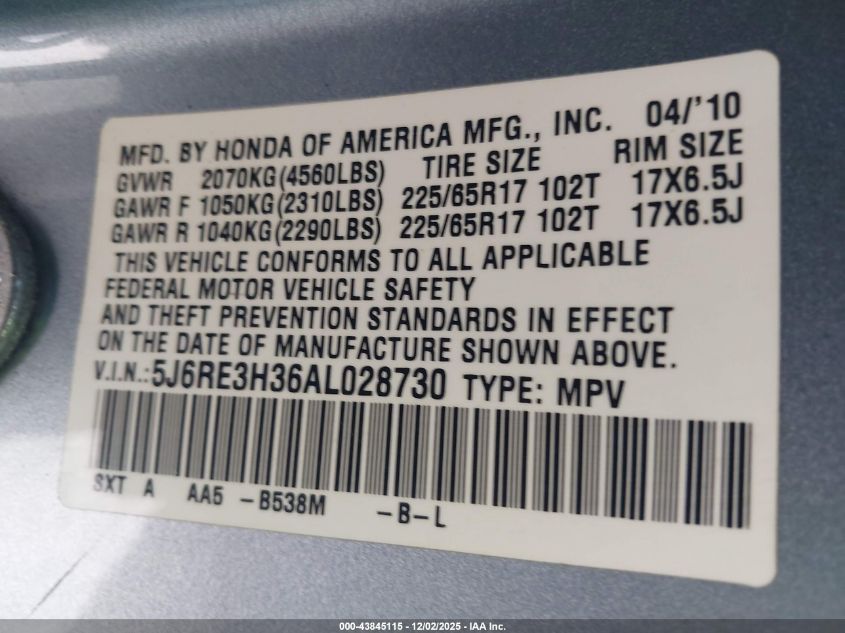 MFD. BY HONDA OF AMERICA MFG., INC. 04/'10
GVWR 2070KG(4560LBS) TIRE SIZE RIM SIZE
GAWR F 1050KG(2310LBS) 225/65R17 102T 17X6.5J
GAWR R 1040KG(2290LBS) 225/65R17 102T 17X6.5J
THIS VEHICLE CONFORMS TO ALL APPLICABLE
FEDERAL MOTOR VEHICLE SAFETY
AND THEFT PREVENTION STANDARDS IN EFFECT
ON THE DATE OF MANUFACTURE SHOWN ABOVE.
V.I.N.:5J6RE3H36AL028730 TYPE: MPV
SXT A AA5 -B538M -B-L
000-43845115 - 12/02/2025 - IAA Inc.